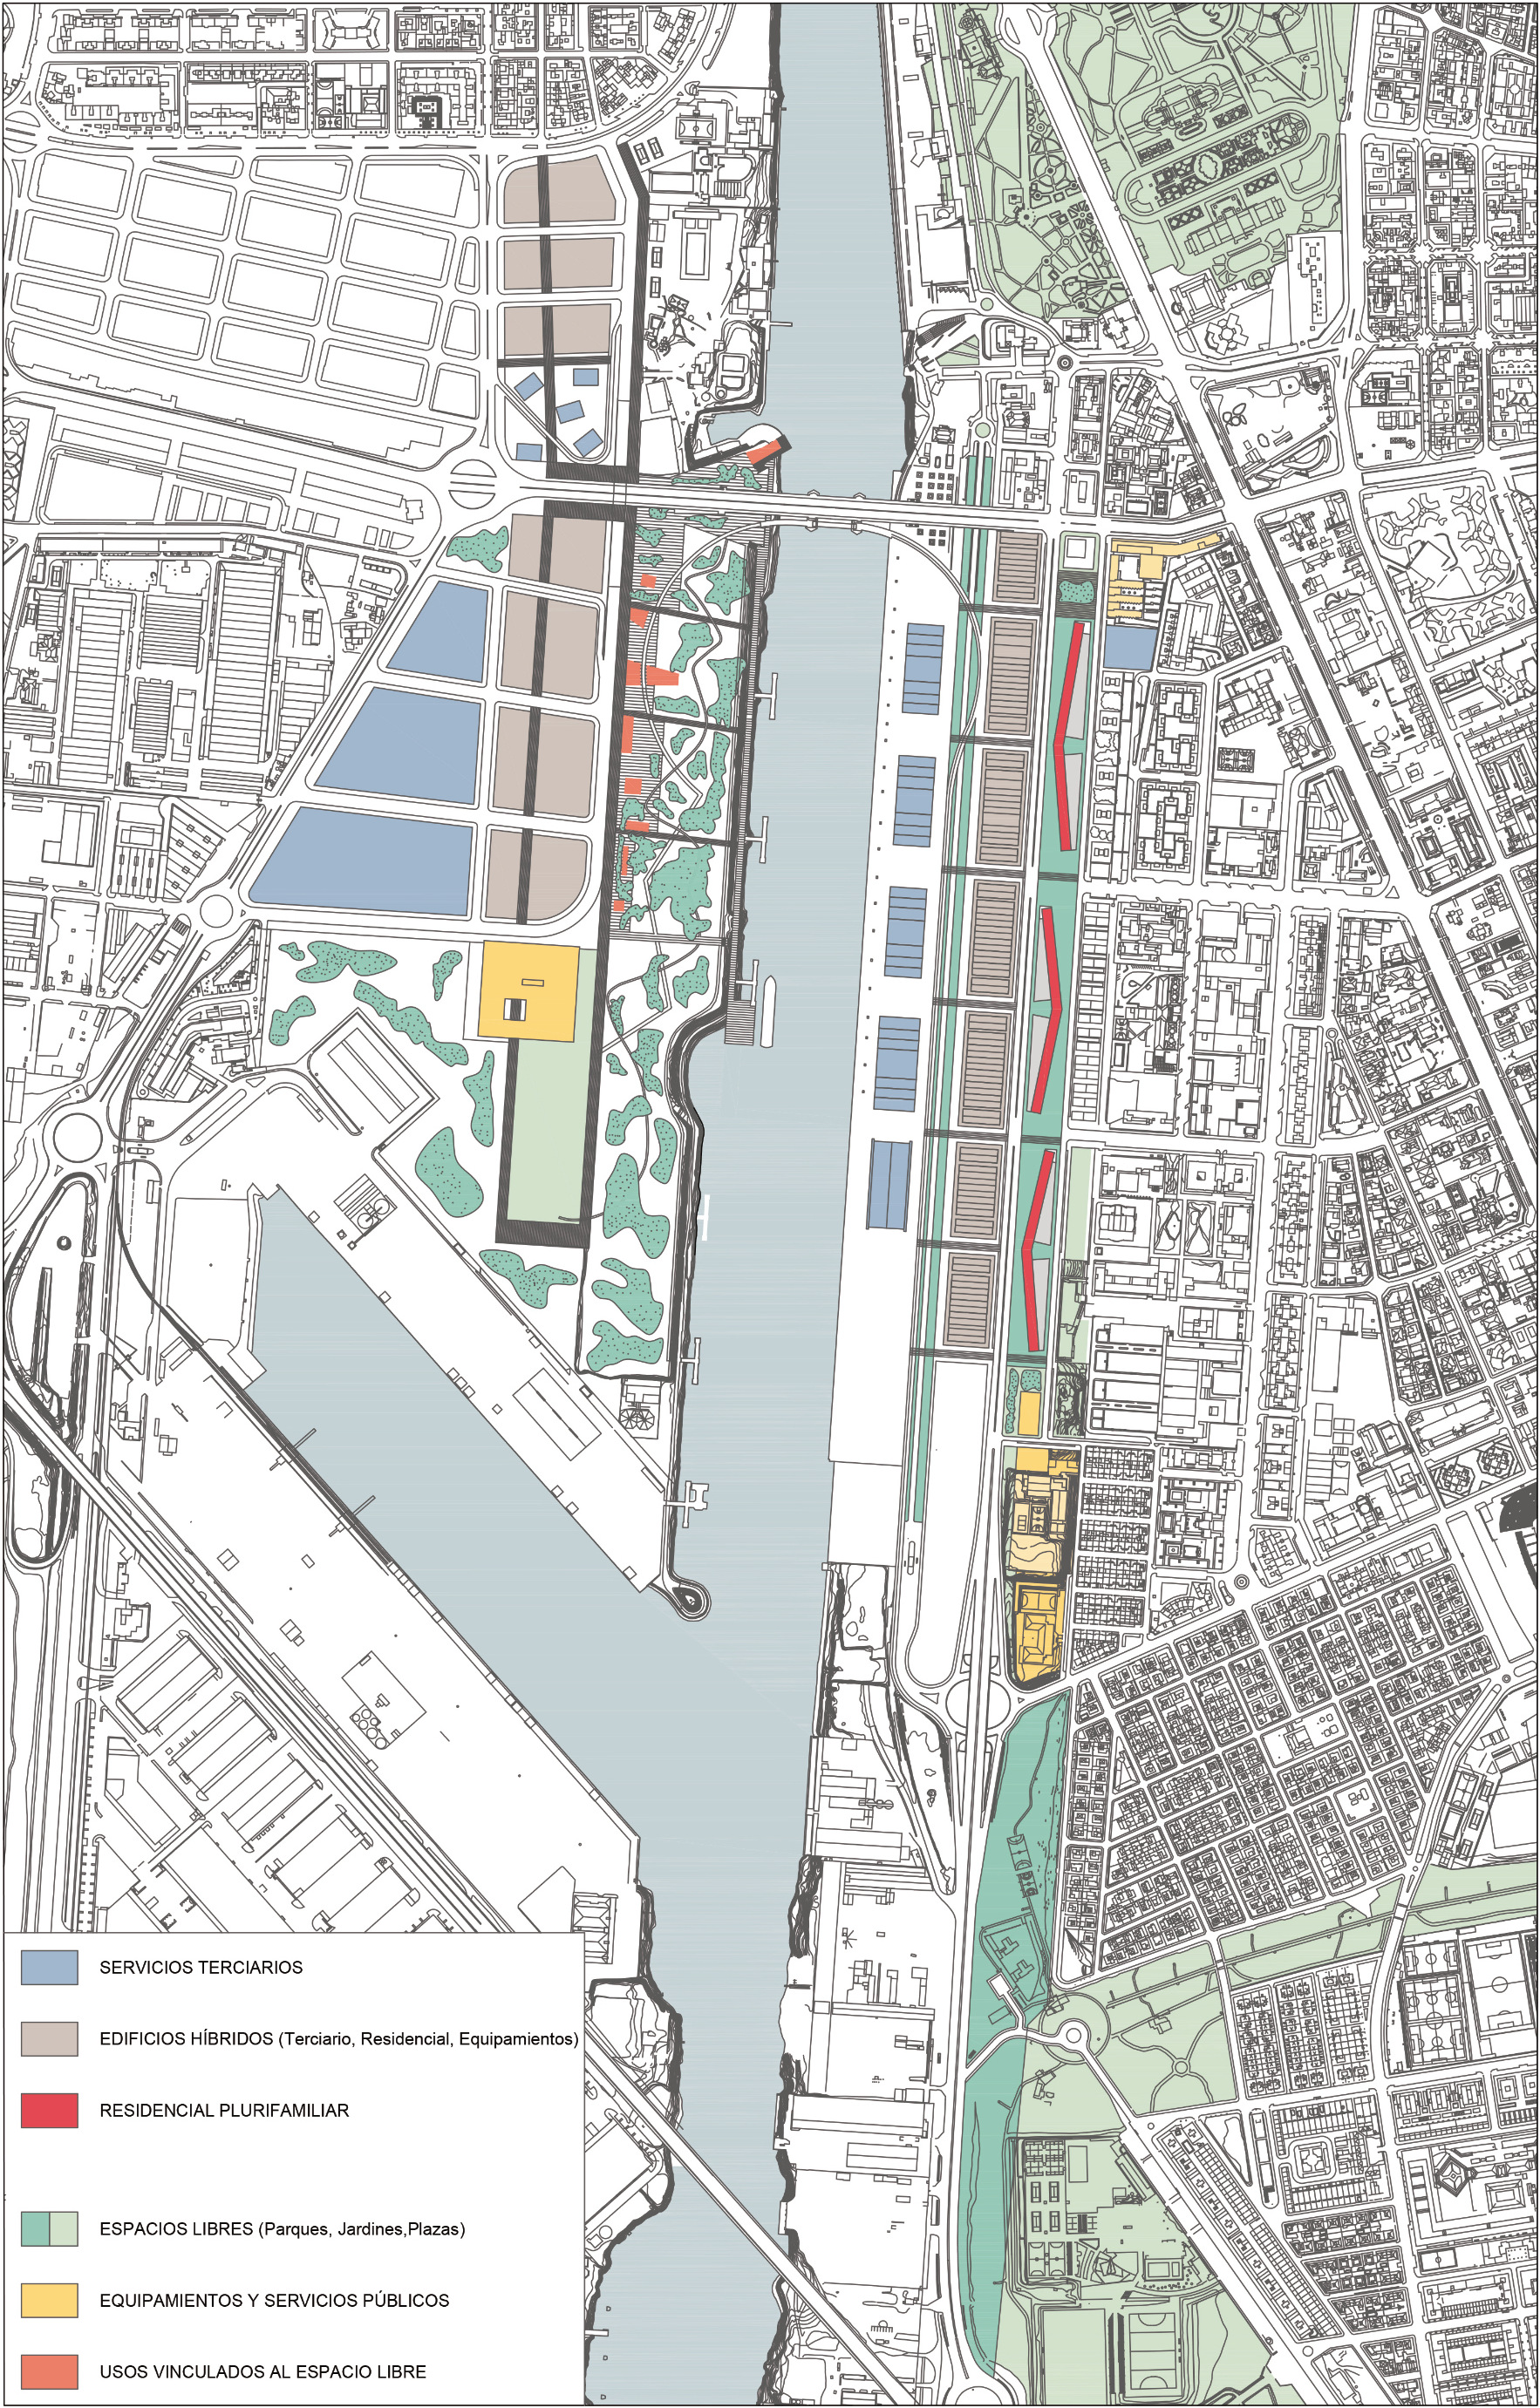 SERVICIOS TERCIARIOS
EDIFICIOS HÍBRIDOS (Terciario, Residencial, Equipamientos)
RESIDENCIAL PLURIFAMILIAR
ESPACIOS LIBRES (Parques, Jardines,Plazas)
EQUIPAMIENTOS Y SERVICIOS PÚBLICOS
USOS VINCULADOS AL ESPACIO LIBRE